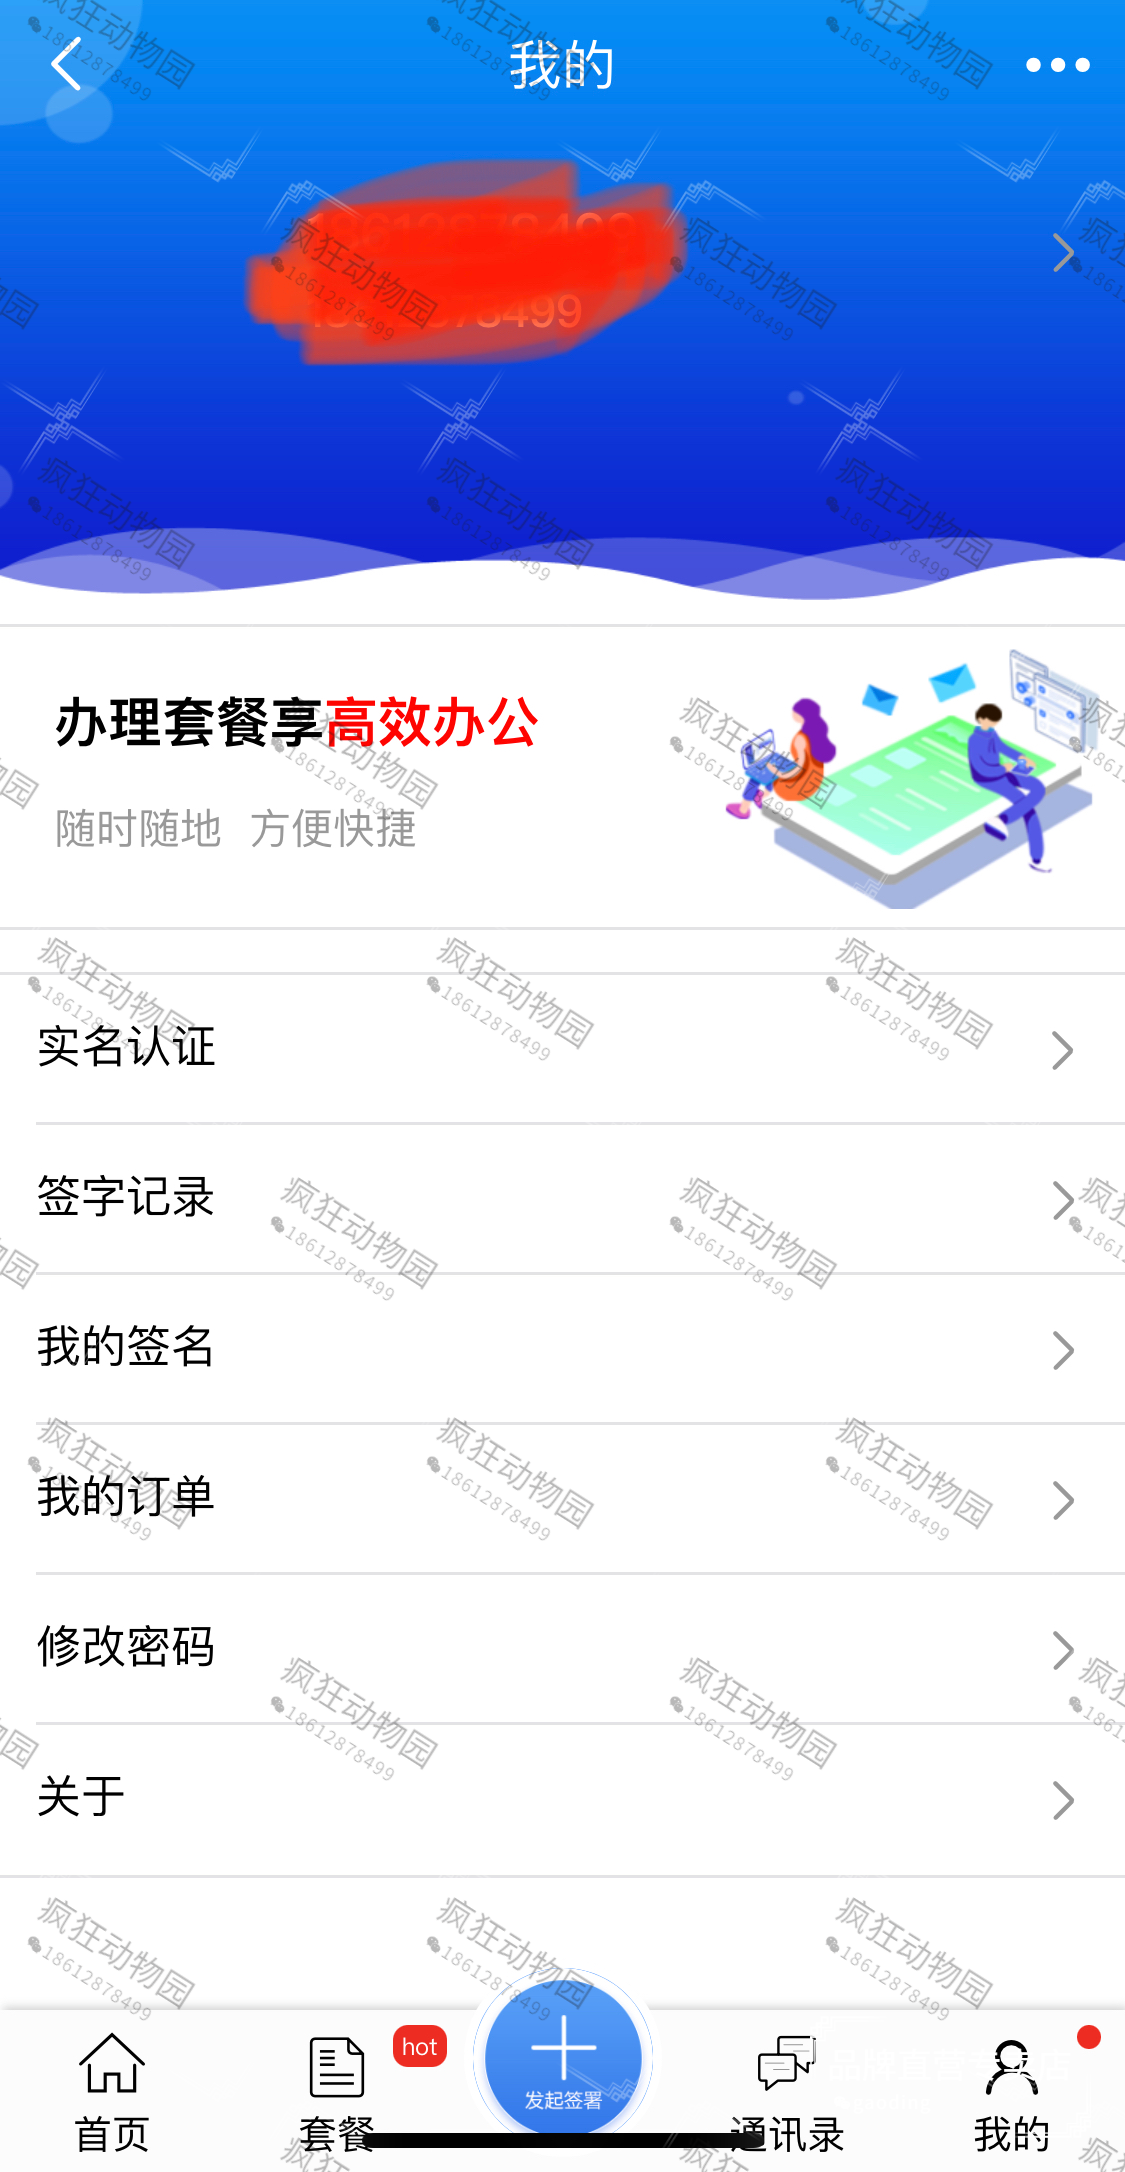 我的
办理套餐享高效办公
随时随地 方便快捷
实名认证
签字记录
我的签名
我的订单
修改密码
关于
hot
发起签署
首页
套餐
通讯录
我的
疯狂动物园
18612878499